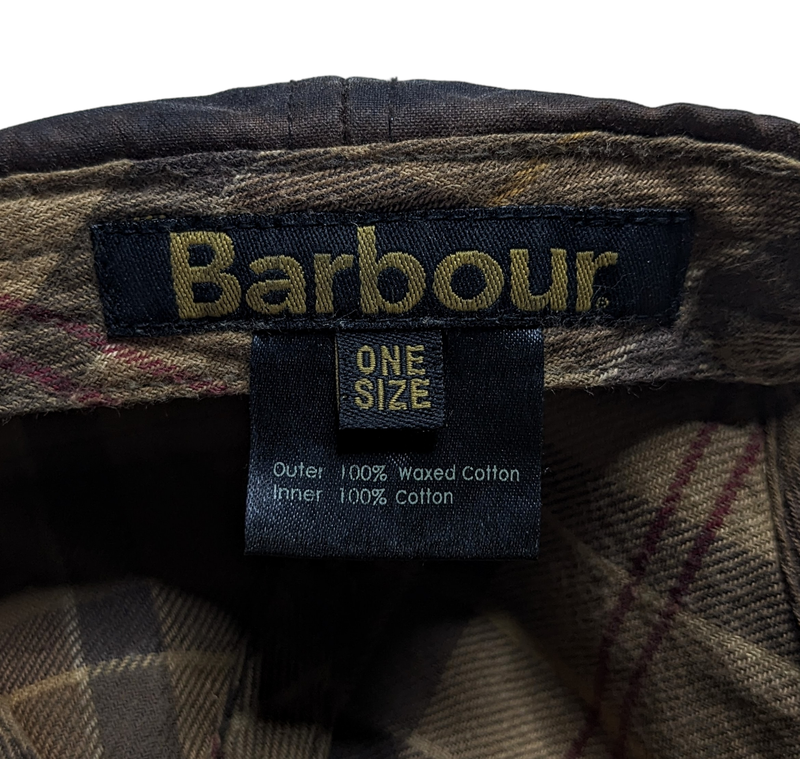 Barbour®
ONE
SIZE
Outer 100% Waxed Cotton
Inner 100% Cotton